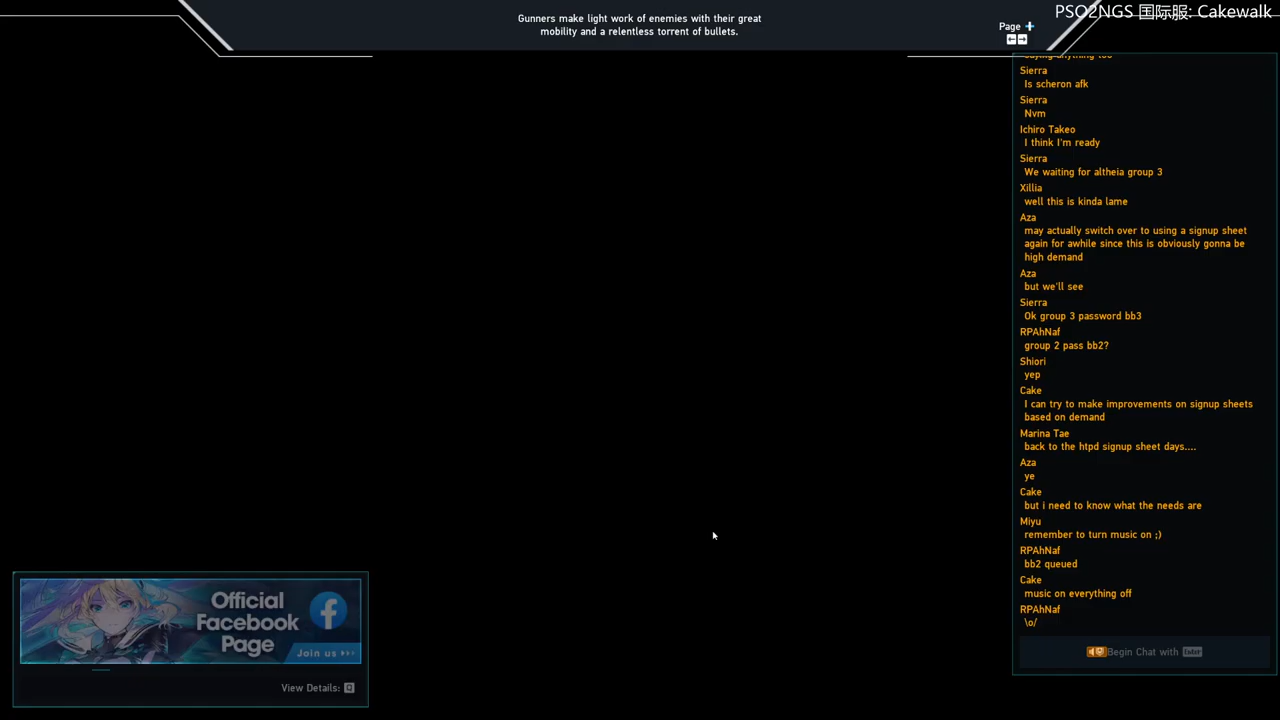 PSO2NGS 国际服: Cakewalk
Gunners make light work of enemies with their great
mobility and a relentless torrent of bullets.
Page
saying anything too
Sierra
Is scheron afk
Sierra
Nvm
Ichiro Takeo
I think I'm ready
Sierra
We waiting for altheia group 3
Xillia
well this is kinda lame
Aza
may actually switch over to using a signup sheet
again for awhile since this is obviously gonna be
high demand
Aza
but we'll see
Sierra
Ok group 3 password bb3
RPAhNaf
group 2 pass bb2?
Shiori
yep
Cake
I can try to make improvements on signup sheets
based on demand
Marina Tae
back to the htpd signup sheet days....
Aza
ye
Cake
but i need to know what the needs are
Miyu
remember to turn music on ;)
RPAhNaf
bb2 queued
Cake
music on everything off
RPAhNaf
\o/
Begin Chat with Enter
Official
Facebook
Page
Join us
View Details: Q